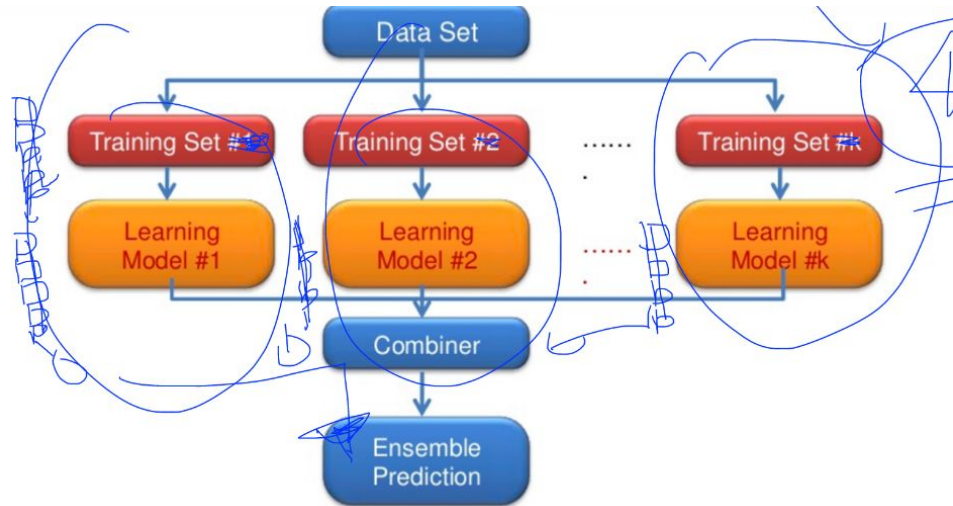 Data Set
Training Set #1
Training Set #2
......
.
Training Set #k
Learning
Model #1
Learning
Model #2
......
.
Learning
Model #k
Combiner
Ensemble
Prediction